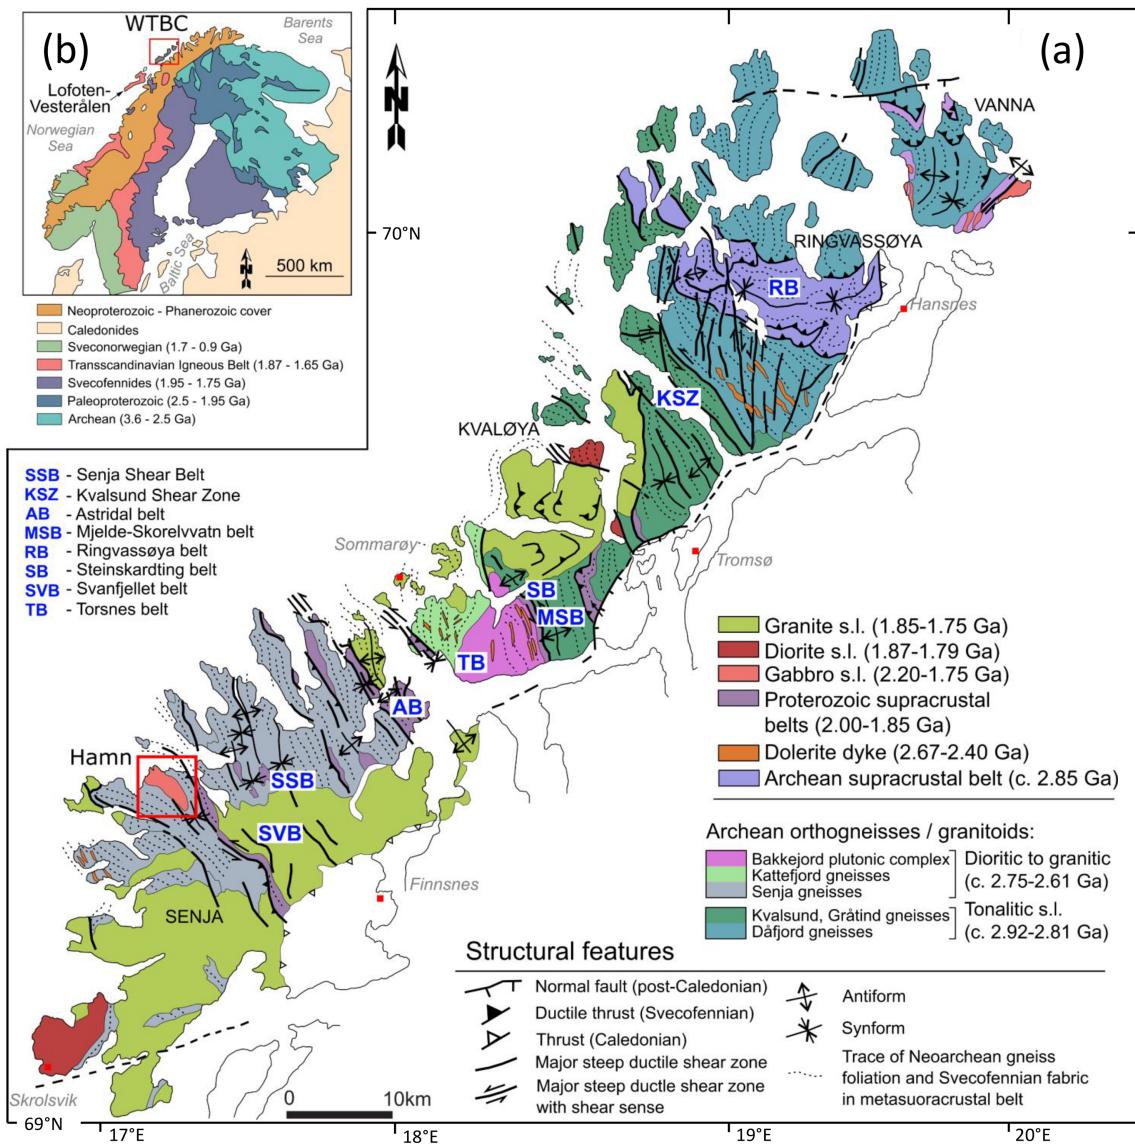 (b)
WTBC
Barents
Sea
Lofoten-
Vesterålen
Norwegian
Sea
Baltic Sea
N
500 km
Neoproterozoic - Phanerozoic cover
Caledonides
Sveconorwegian (1.7 - 0.9 Ga)
Transscandinavian Igneous Belt (1.87 - 1.65 Ga)
Svecofennides (1.95 - 1.75 Ga)
Paleoproterozoic (2.5 - 1.95 Ga)
Archean (3.6 - 2.5 Ga)
SSB - Senja Shear Belt
KSZ - Kvalsund Shear Zone
AB - Astridal belt
MSB - Mjelde-Skorelvvatn belt
RB - Ringvassøya belt
SB - Steinskardting belt
SVB - Svanfjellet belt
TB - Torsnes belt
(a)
N
VANNA
70°N
RINGVASSØYA
RB
Hansnes
KSZ
KVALØYA
Sommarøy
Tromsø
SB
MSB
TB
AB
Hamn
SSB
SVB
Finnsnes
SENJA
Skrolsvik
Granite s.l. (1.85-1.75 Ga)
Diorite s.l. (1.87-1.79 Ga)
Gabbro s.l. (2.20-1.75 Ga)
Proterozoic supracrustal
belts (2.00-1.85 Ga)
Dolerite dyke (2.67-2.40 Ga)
Archean supracrustal belt (c. 2.85 Ga)
Archean orthogneisses / granitoids:
Bakkejord plutonic complex
Kattefjord gneisses
Senja gneisses
Dioritic to granitic
(c. 2.75-2.61 Ga)
Kvalsund, Gråtind gneisses
Dåfjord gneisses
Tonalitic s.l.
(c. 2.92-2.81 Ga)
Structural features
Normal fault (post-Caledonian)
Ductile thrust (Svecofennian)
Thrust (Caledonian)
Major steep ductile shear zone
Major steep ductle shear zone
with shear sense
Antiform
Synform
Trace of Neoarchean gneiss
foliation and Svecofennian fabric
in metasuoracrustal belt
0 10km
69°N
17°E
18°E
19°E
20°E